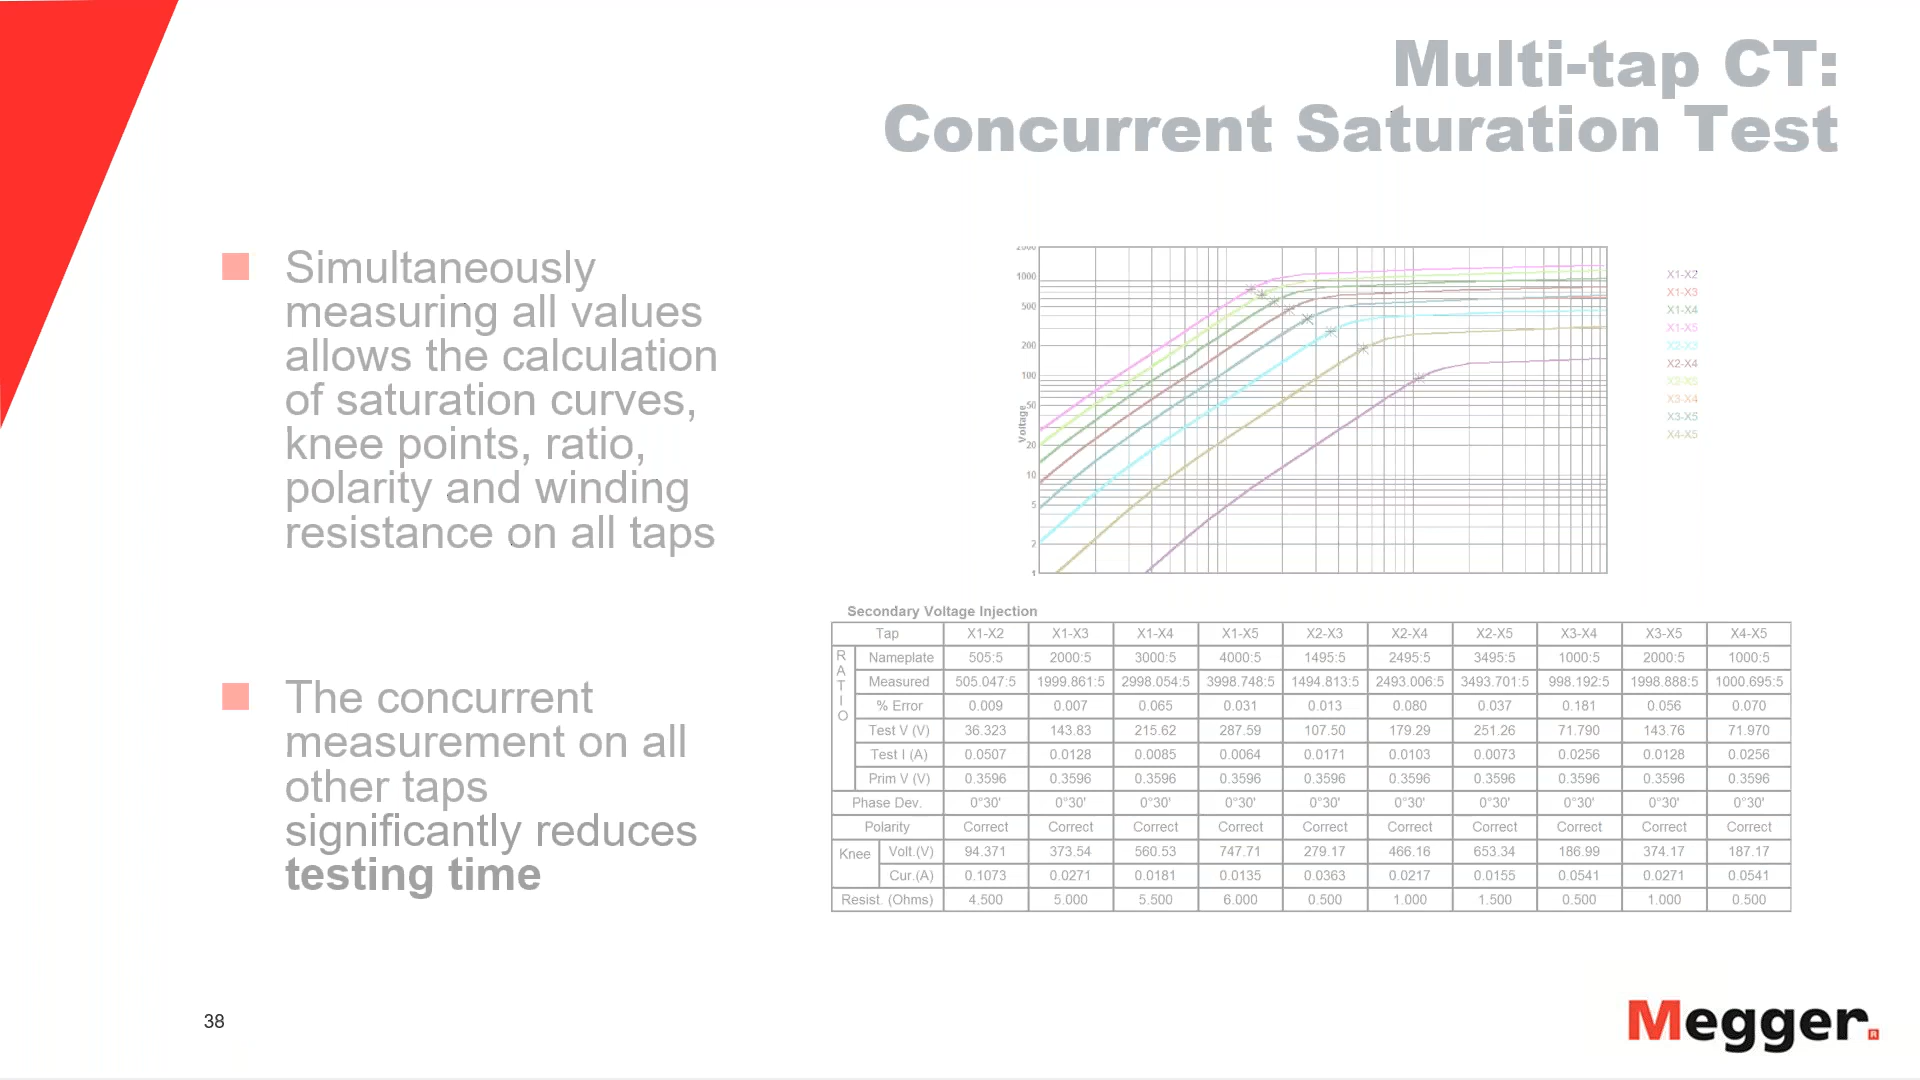 Multi-tap CT:
Concurrent Saturation Test
Simultaneously
measuring all values
allows the calculation
of saturation curves,
knee points, ratio,
polarity and winding
resistance on all taps
The concurrent
measurement on all
other taps
significantly reduces
testing time
2000
1000
500
200
100
50
20
10
5
2
1
Voltage
X1-X2
X1-X3
X1-X4
X1-X5
X2-X3
X2-X4
X2-X5
X3-X4
X3-X5
X4-X5
Secondary Voltage Injection
Tap X1-X2 X1-X3 X1-X4 X1-X5 X2-X3 X2-X4 X2-X5 X3-X4 X3-X5 X4-X5
RATIO
Nameplate 505:5 2000:5 3000:5 4000:5 1495:5 2495:5 3495:5 1000:5 2000:5 1000:5
Measured 505.047:5 1999.861:5 2998.054:5 3998.748:5 1494.813:5 2493.006:5 3493.701:5 998.192:5 1998.888:5 1000.695:5
% Error 0.009 0.007 0.065 0.031 0.013 0.080 0.037 0.181 0.056 0.070
Test V (V) 36.323 143.83 215.62 287.59 107.50 179.29 251.26 71.790 143.76 71.970
Test I (A) 0.0507 0.0128 0.0085 0.0064 0.0171 0.0103 0.0073 0.0256 0.0128 0.0256
Prim V (V) 0.3596 0.3596 0.3596 0.3596 0.3596 0.3596 0.3596 0.3596 0.3596 0.3596
Phase Dev. 0°30' 0°30' 0°30' 0°30' 0°30' 0°30' 0°30' 0°30' 0°30' 0°30'
Polarity Correct Correct Correct Correct Correct Correct Correct Correct Correct Correct
Knee Volt.(V) 94.371 373.54 560.53 747.71 279.17 466.16 653.34 186.99 374.17 187.17
Cur.(A) 0.1073 0.0271 0.0181 0.0135 0.0363 0.0217 0.0155 0.0541 0.0271 0.0541
Resist. (Ohms) 4.500 5.000 5.500 6.000 0.500 1.000 1.500 0.500 1.000 0.500
38
Megger.